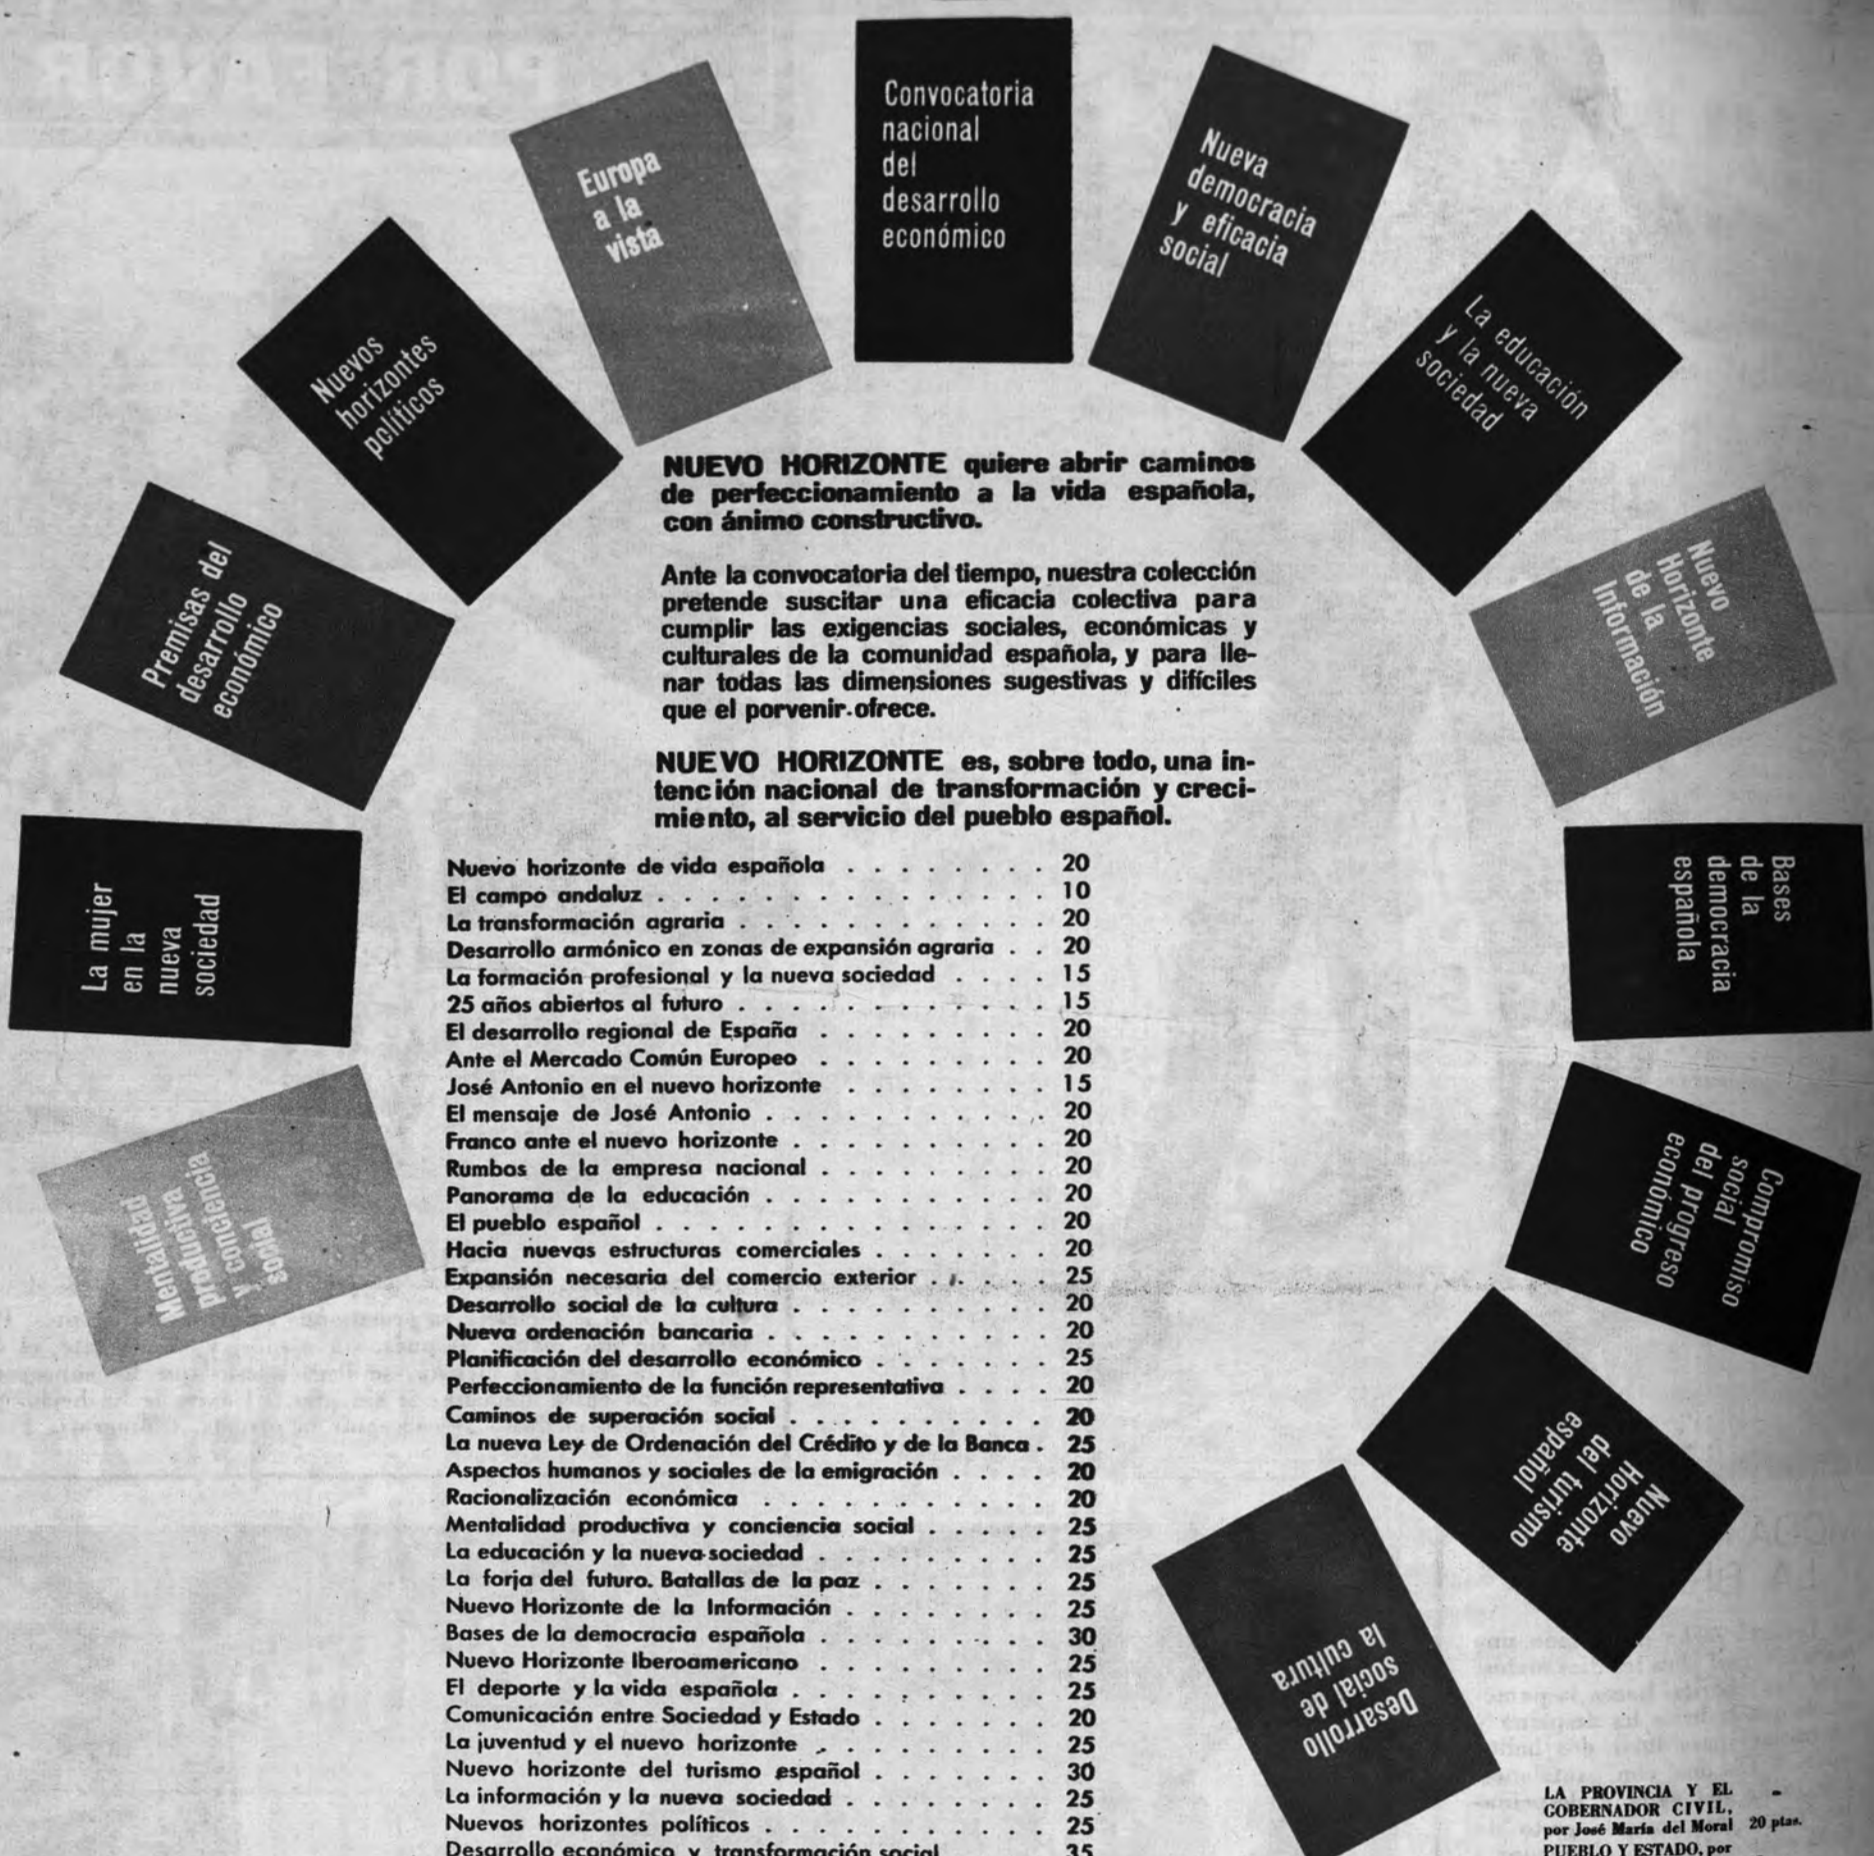 Convocatoria
nacional
del
desarrollo
económico
Nueva
democracia
y eficacia
social
La educación
y la nueva
sociedad
Nuevo
Horizonte
de la
Información
Bases
de la
democracia
española
Compromiso
social
del progreso
económico
Nuevo
Horizonte
del turismo
español
Desarrollo
social de
la cultura
Europa
a la
vista
Nuevos
horizontes
políticos
Premisas del
desarrollo
económico
La mujer
en la
nueva
sociedad
Mentalidad
productiva
y conciencia
social
NUEVO HORIZONTE quiere abrir caminos
de perfeccionamiento a la vida española,
con ánimo constructivo.
Ante la convocatoria del tiempo, nuestra colección
pretende suscitar una eficacia colectiva para
cumplir las exigencias sociales, económicas y
culturales de la comunidad española, y para lle-
nar todas las dimensiones sugestivas y difíciles
que el porvenir ofrece.
NUEVO HORIZONTE es, sobre todo, una in-
tención nacional de transformación y creci-
miento, al servicio del pueblo español.
Nuevo horizonte de vida española . . . . . . . . 20
El campo andaluz . . . . . . . . . . . . . . . 10
La transformación agraria . . . . . . . . . . . . 20
Desarrollo armónico en zonas de expansión agraria . . 20
La formación profesional y la nueva sociedad . . . . 15
25 años abiertos al futuro . . . . . . . . . . . . 15
El desarrollo regional de España . . . . . . . . . 20
Ante el Mercado Común Europeo . . . . . . . . . 20
José Antonio en el nuevo horizonte . . . . . . . . 15
El mensaje de José Antonio . . . . . . . . . . . 20
Franco ante el nuevo horizonte . . . . . . . . . . 20
Rumbos de la empresa nacional . . . . . . . . . 20
Panorama de la educación . . . . . . . . . . . 20
El pueblo español . . . . . . . . . . . . . . . 20
Hacia nuevas estructuras comerciales . . . . . . . 20
Expansión necesaria del comercio exterior . . . . . 25
Desarrollo social de la cultura . . . . . . . . . . 20
Nueva ordenación bancaria . . . . . . . . . . . 20
Planificación del desarrollo económico . . . . . . . 25
Perfeccionamiento de la función representativa . . . . 20
Caminos de superación social . . . . . . . . . . 20
La nueva Ley de Ordenación del Crédito y de la Banca . 25
Aspectos humanos y sociales de la emigración . . . . 20
Racionalización económica . . . . . . . . . . . 20
Mentalidad productiva y conciencia social . . . . . 25
La educación y la nueva sociedad . . . . . . . . . 25
La forja del futuro. Batallas de la paz . . . . . . . 25
Nuevo Horizonte de la Información . . . . . . . . 25
Bases de la democracia española . . . . . . . . . 30
Nuevo Horizonte Iberoamericano . . . . . . . . . 25
El deporte y la vida española . . . . . . . . . . 25
Comunicación entre Sociedad y Estado . . . . . . . 20
La juventud y el nuevo horizonte . . . . . . . . . 25
Nuevo horizonte del turismo español . . . . . . . 30
La información y la nueva sociedad . . . . . . . . 25
Nuevos horizontes políticos . . . . . . . . . . . 25
Desarrollo económico y transformación social 35
LA PROVINCIA Y EL
GOBERNADOR CIVIL,
por José María del Moral 20 ptas.
PUEBLO Y ESTADO, por